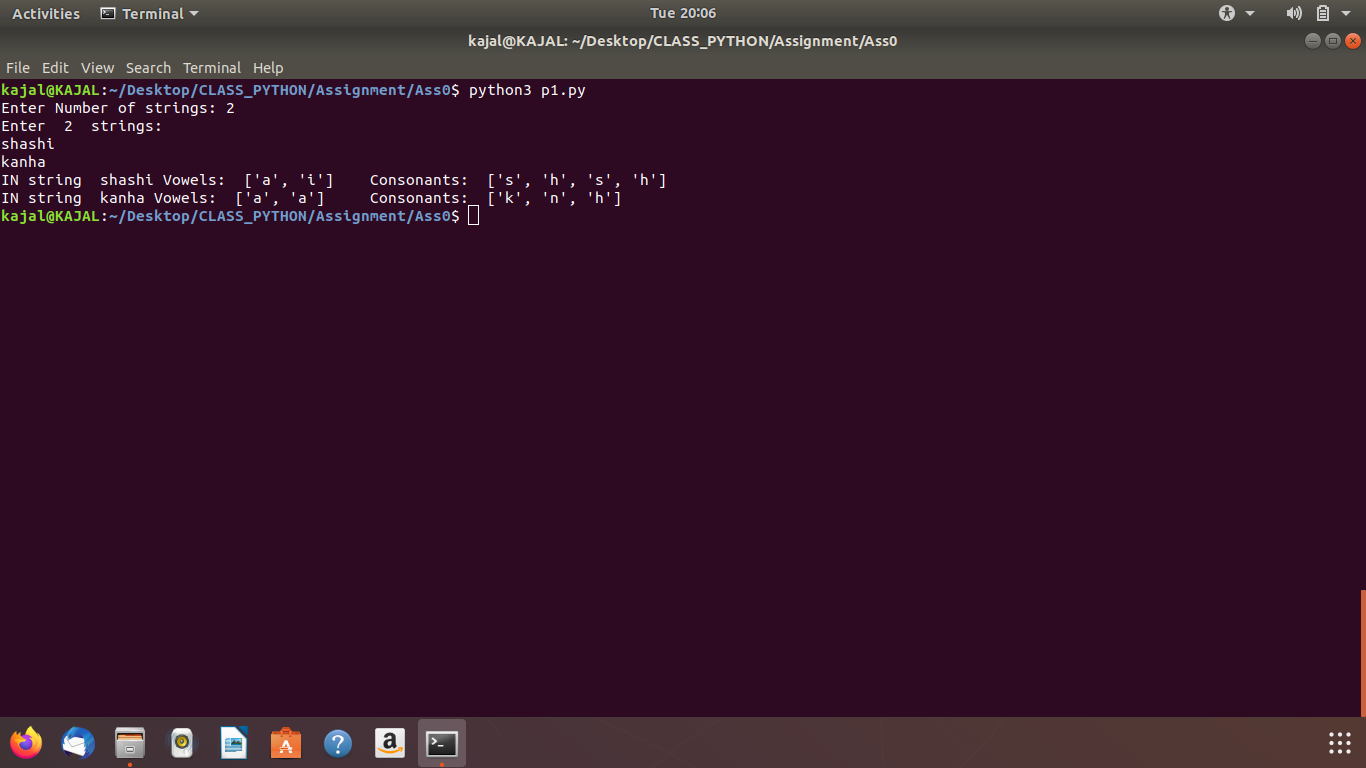 Activities Terminal Tue 20:06
kajal@KAJAL: ~/Desktop/CLASS_PYTHON/Assignment/Ass0
File Edit View Search Terminal Help
kajal@KAJAL:~/Desktop/CLASS_PYTHON/Assignment/Ass0$ python3 p1.py
Enter Number of strings: 2
Enter  2  strings:
shashi
kanha
IN string  shashi Vowels:  ['a', 'i']    Consonants:  ['s', 'h', 's', 'h']
IN string  kanha Vowels:  ['a', 'a']     Consonants:  ['k', 'n', 'h']
kajal@KAJAL:~/Desktop/CLASS_PYTHON/Assignment/Ass0$